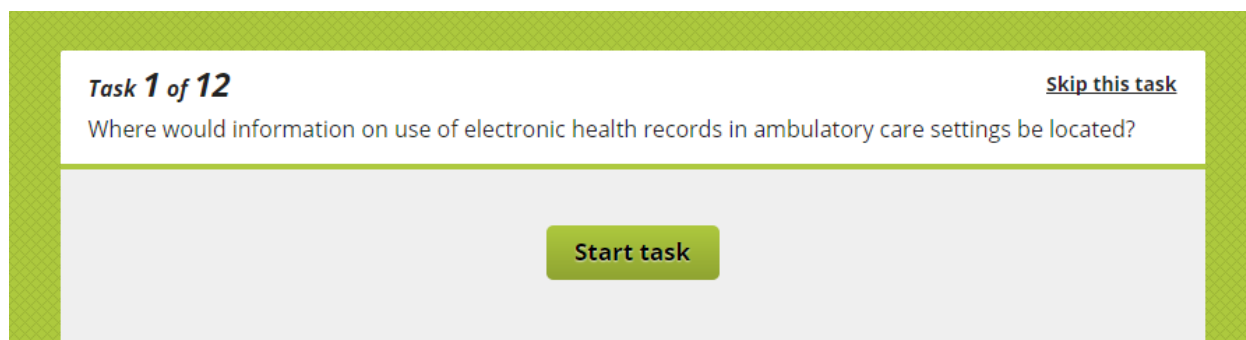 Task 1 of 12
Skip this task
Where would information on use of electronic health records in ambulatory care settings be located?
Start task